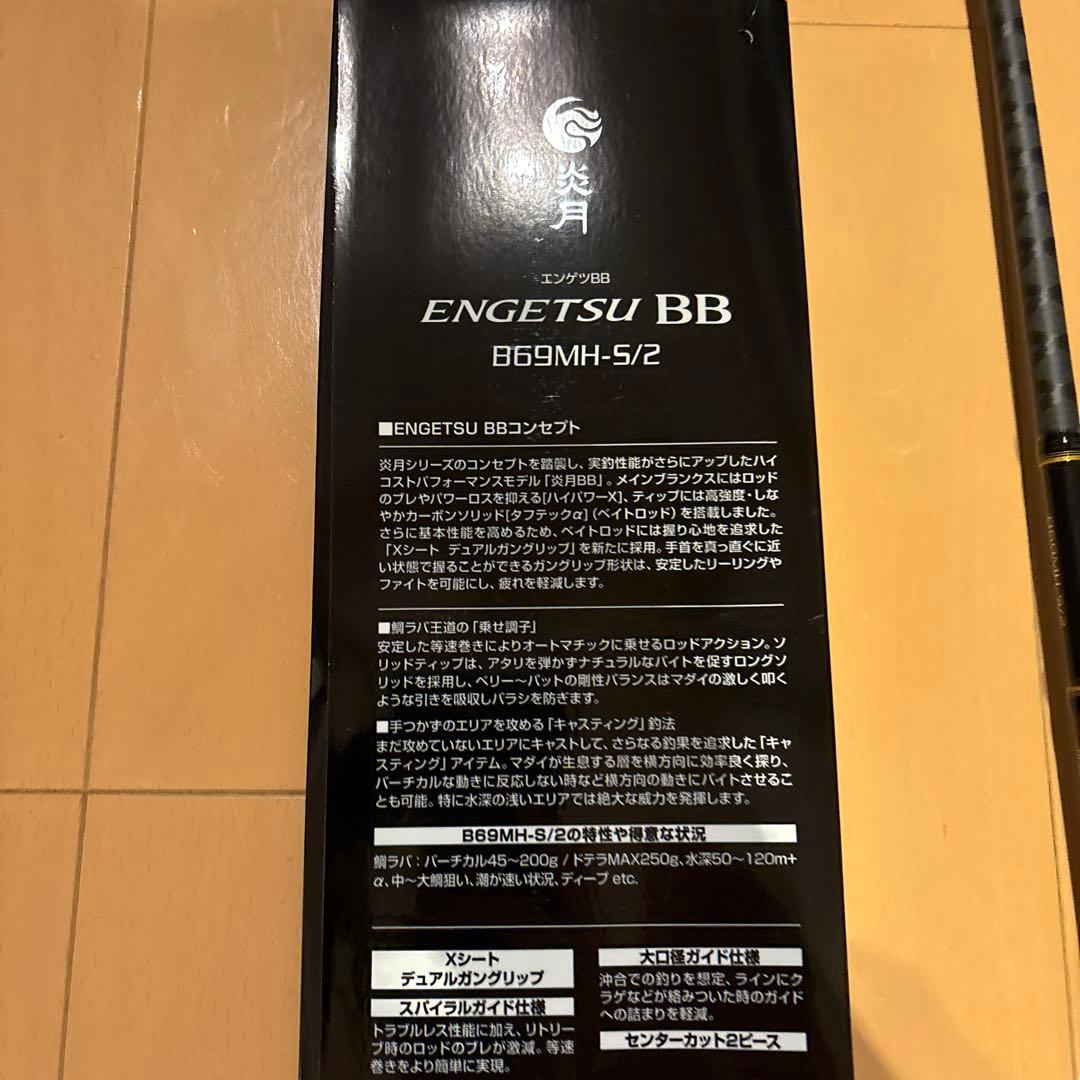 炎月
エンゲツBB
ENGETSU BB
B69MH-S/2
■ENGETSU BBコンセプト
炎月シリーズのコンセプトを踏襲し、実釣性能がさらにアップしたハイ
コストパフォーマンスモデル「炎月BB」。メインブランクスにはロッド
のブレやパワーロスを抑える[ハイパワーX]、ティップには高強度・しな
やかカーボンソリッド[タフテックα](ベイトロッド)を搭載しました。
さらに基本性能を高めるため、ベイトロッドには握り心地を追求した
「Xシート デュアルガングリップ」を新たに採用。手首を真っ直ぐに近
い状態で握ることができるガングリップ形状は、安定したリーリングや
ファイトを可能にし、疲れを軽減します。
■鯛ラバ王道の「乗せ調子」
安定した等速巻きによりオートマチックに乗せるロッドアクション。ソ
リッドティップは、アタリを弾かずナチュラルなバイトを促すロングソ
リッドを採用し、ベリー〜バットの剛性バランスはマダイの激しく叩く
ような引きを吸収しバラシを防ぎます。
■手つかずのエリアを攻める「キャスティング」釣法
まだ攻めていないエリアにキャストして、さらなる釣果を追求した「キャ
スティング」アイテム。マダイが生息する層を横方向に効率良く探り、
バーチカルな動きに反応しない時など横方向の動きにバイトさせるこ
とも可能。特に水深の浅いエリアでは絶大な威力を発揮します。
B69MH-S/2の特性や得意な状況
鯛ラバ:バーチカル45〜200g / ドテラMAX250g、水深50〜120m+
α、中〜大鯛狙い、潮が速い状況、ディープ etc.
Xシート
デュアルガングリップ
スパイラルガイド仕様
トラブルレス性能に加え、リトリー
ブ時のロッドのブレが激減。等速
巻きをより簡単に実現。
大口径ガイド仕様
沖合での釣りを想定、ラインにク
ラゲなどが絡みついた時のガイド
への詰まりを軽減。
センターカット2ピース
B69MH-S/2